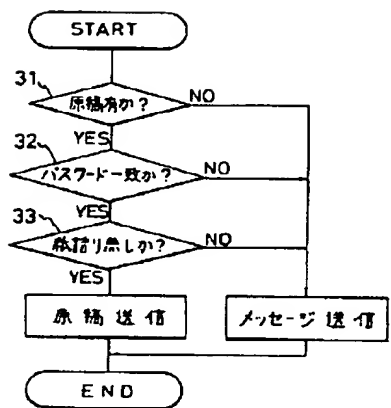 START
31
原稿有か?
NO
YES
32
パスワード一致か?
NO
YES
33
紙詰り無しか?
NO
YES
原稿送信
メッセージ送信
END